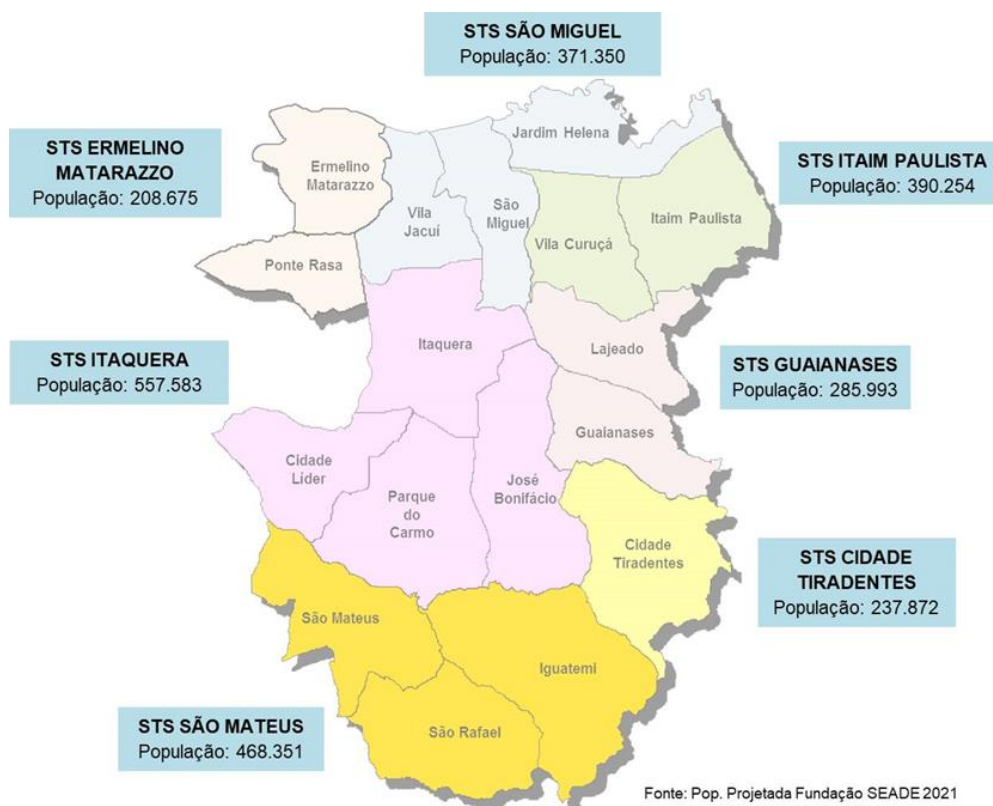 STS SÃO MIGUEL
População: 371.350
Jardim Helena
STS ERMELINO
MATARAZZO
População: 208.675
Ermelino
Matarazzo
STS ITAIM PAULISTA
População: 390.254
Vila
Jacuí
São
Miguel
Itaim Paulista
Vila Curuçá
Ponte Rasa
STS ITAQUERA
População: 557.583
Itaquera
Lajeado
STS GUAIANASES
População: 285.993
Guaianases
Cidade
Líder
José
Bonifácio
Parque
do
Carmo
Cidade
Tiradentes
STS CIDADE
TIRADENTES
População: 237.872
São Mateus
Iguatemi
STS SÃO MATEUS
População: 468.351
São Rafael
Fonte: Pop. Projetada Fundação SEADE 2021